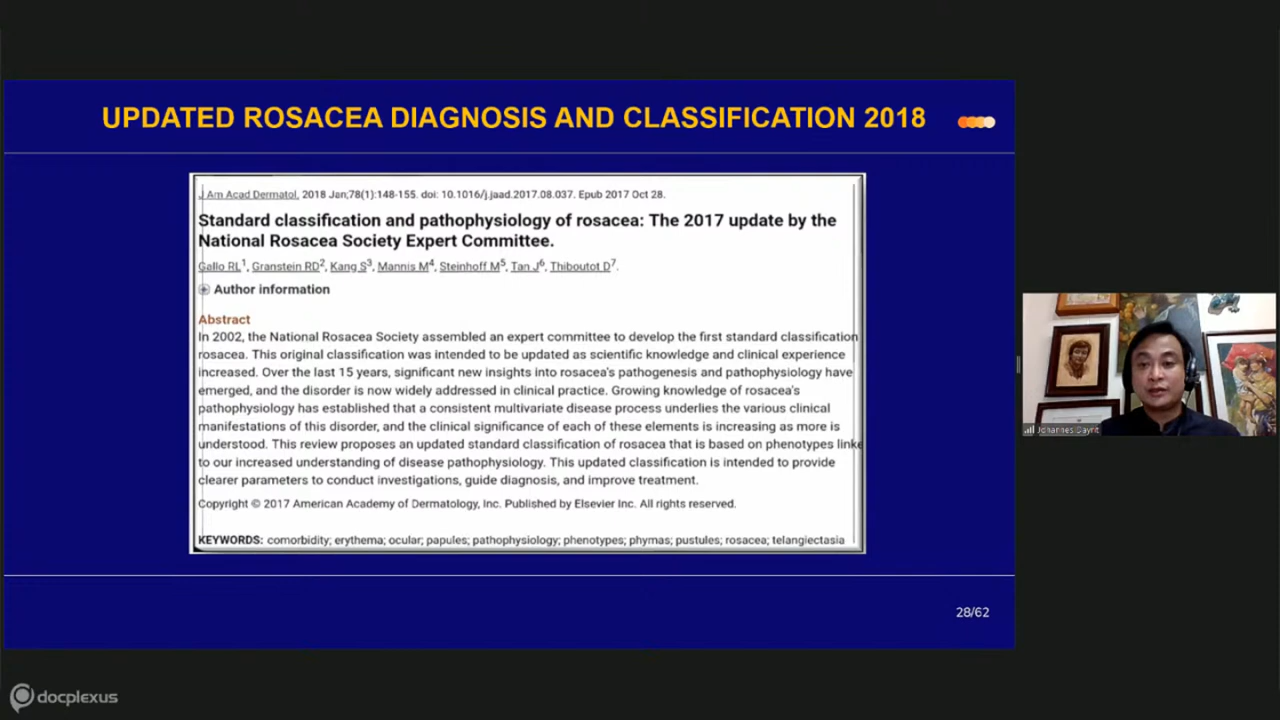 UPDATED ROSACEA DIAGNOSIS AND CLASSIFICATION 2018
J Am Acad Dermatol, 2018 Jan;78(1):148-155. doi: 10.1016/j.jaad.2017.08.037. Epub 2017 Oct 28.
Standard classification and pathophysiology of rosacea: The 2017 update by the
National Rosacea Society Expert Committee.
Gallo RL1, Granstein RD2, Kang S3, Mannis M4, Steinhoff M5, Tan J6, Thiboutot D7.
Author information
Abstract
In 2002, the National Rosacea Society assembled an expert committee to develop the first standard classification
rosacea. This original classification was intended to be updated as scientific knowledge and clinical experience
increased. Over the last 15 years, significant new insights into rosacea's pathogenesis and pathophysiology have
emerged, and the disorder is now widely addressed in clinical practice. Growing knowledge of rosacea's
pathophysiology has established that a consistent multivariate disease process underlies the various clinical
manifestations of this disorder, and the clinical significance of each of these elements is increasing as more is
understood. This review proposes an updated standard classification of rosacea that is based on phenotypes linke
to our increased understanding of disease pathophysiology. This updated classification is intended to provide
clearer parameters to conduct investigations, guide diagnosis, and improve treatment.
Copyright © 2017 American Academy of Dermatology, Inc. Published by Elsevier Inc. All rights reserved.
KEYWORDS: comorbidity; erythema; ocular; papules; pathophysiology; phenotypes; phymas; pustules; rosacea; telangiectasia
28/62
Johannes Dayrit
docplexus